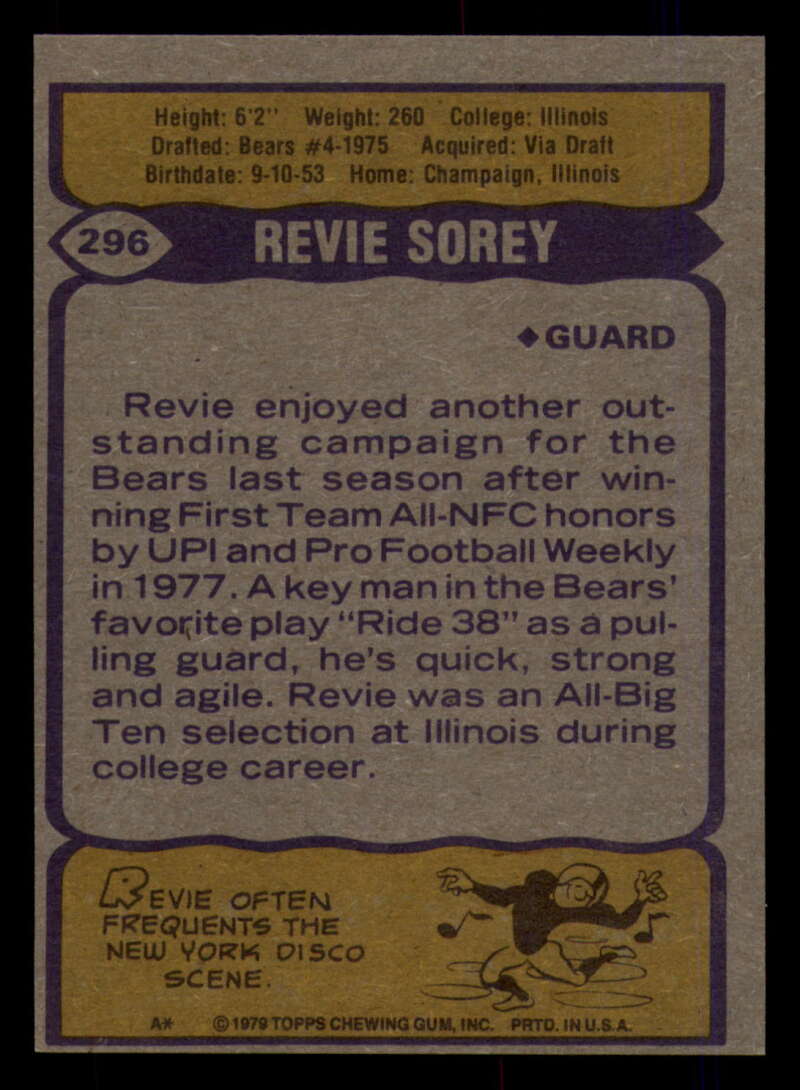 Height: 6'2" Weight: 260 College: Illinois
Drafted: Bears #4-1975 Acquired: Via Draft
Birthdate: 9-10-53 Home: Champaign, Illinois
296 REVIE SOREY
◆GUARD
Revie enjoyed another out-
standing campaign for the
Bears last season after win-
ning First Team All-NFC honors
by UPI and Pro Football Weekly
in 1977. A key man in the Bears'
favorite play "Ride 38" as a pul-
ling guard, he's quick, strong
and agile. Revie was an All-Big
Ten selection at Illinois during
college career.
REVIE OFTEN
FREQUENTS THE
NEW YORK DISCO
SCENE.
A* ©1979 TOPPS CHEWING GUM, INC. PRTD. IN U.S.A.